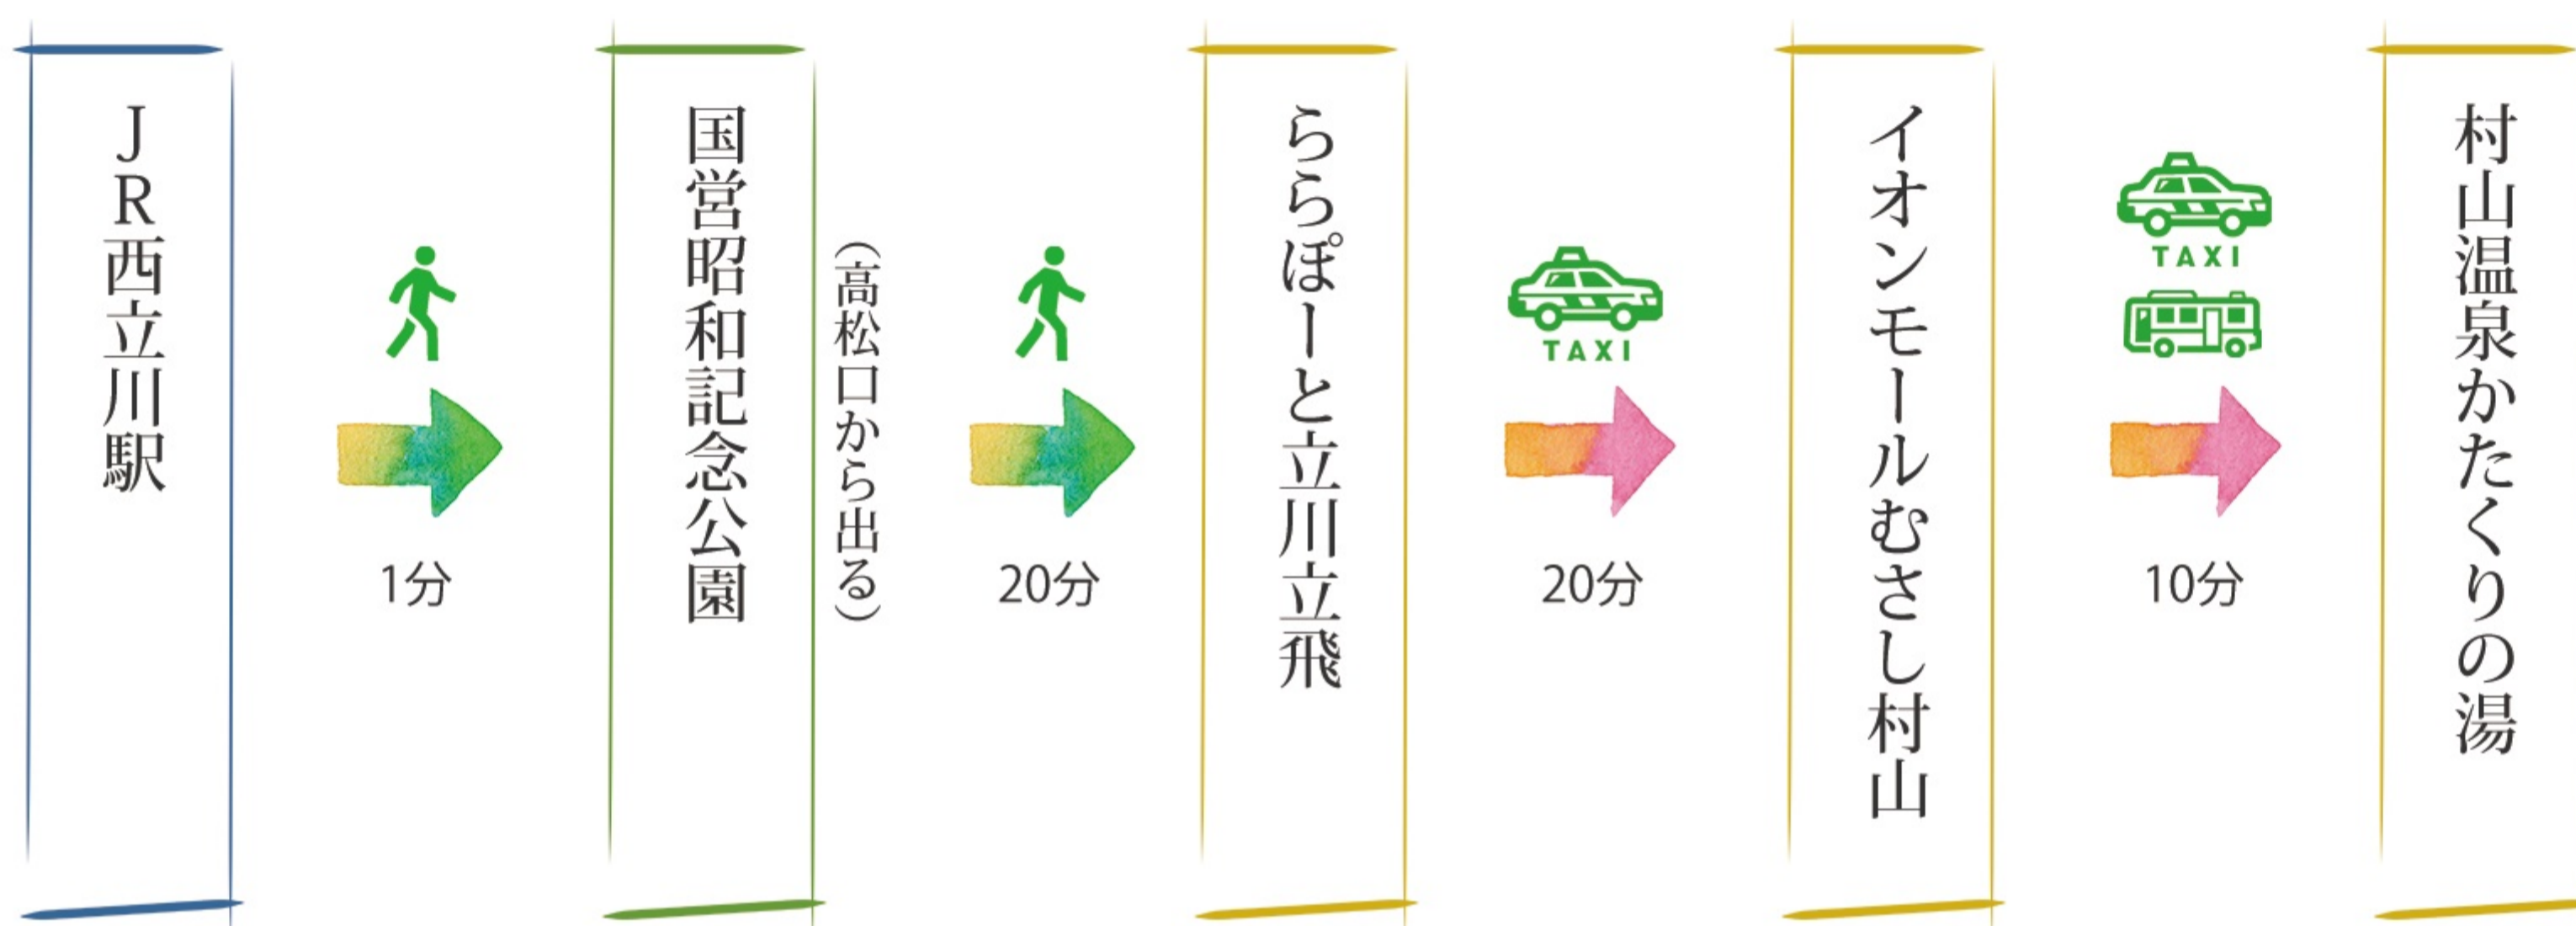 JR西立川駅
1分
国営昭和記念公園
(高松口から出る)
20分
ららぽーと立川立飛
TAXI
20分
イオンモールむさし村山
TAXI
10分
村山温泉かたくりの湯